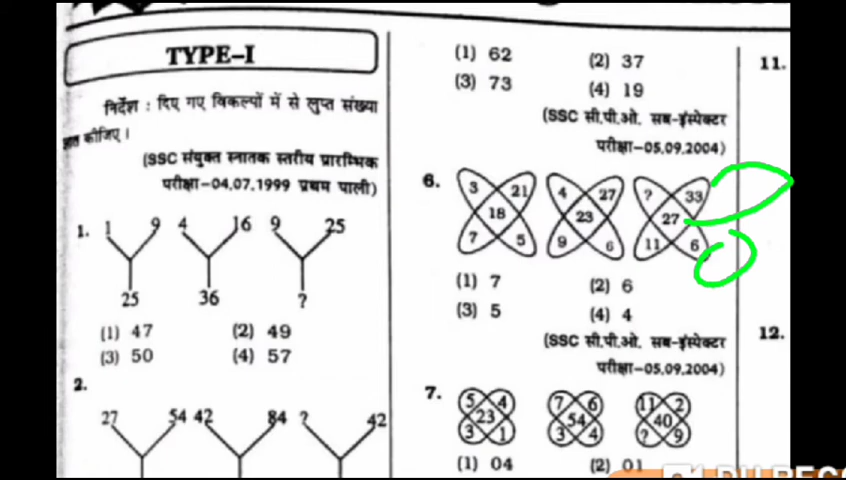 TYPE–I
निर्देश : दिए गए विकल्पों में से लुप्त संख्या
कीजिए।
(SSC संयुक्त स्नातक स्तरीय प्रारम्भिक
परीक्षा–04.07.1999 प्रथम पाली)
1. 1 9 4 16 9 25
25 36 ?
(1) 47 (2) 49
(3) 50 (4) 57
2.
27 54 42 84 ? 42
(1) 62 (2) 37
(3) 73 (4) 19
(SSC सी.पी.ओ. सब-इंस्पेक्टर
परीक्षा–05.09.2004)
6. 3 21 4 27 ? 33
18 23 27
7 5 9 6 11 6
(1) 7 (2) 6
(3) 5 (4) 4
(SSC सी.पी.ओ. सब-इंस्पेक्टर
परीक्षा–05.09.2004)
7. 5 4 7 6 11 2
23 54 40
3 1 3 4 ? 9
(1) 04 (2) 01
11.
12.